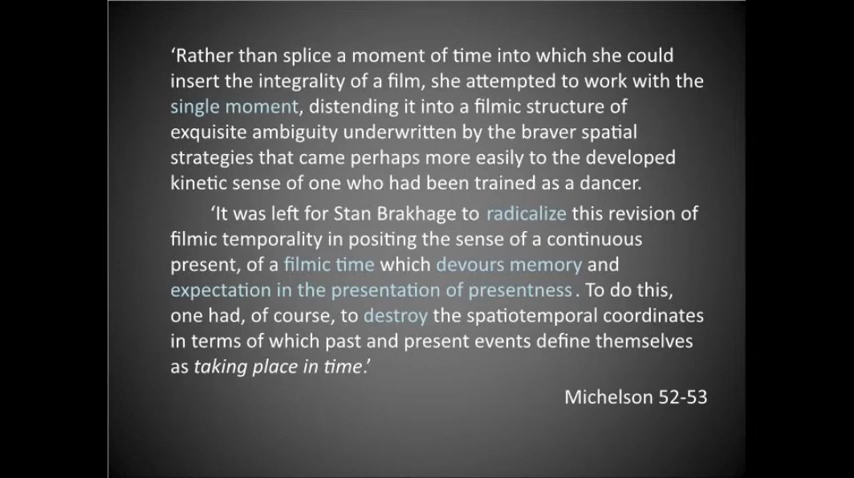 ‘Rather than splice a moment of time into which she could
insert the integrality of a film, she attempted to work with the
single moment, distending it into a filmic structure of
exquisite ambiguity underwritten by the braver spatial
strategies that came perhaps more easily to the developed
kinetic sense of one who had been trained as a dancer.
‘It was left for Stan Brakhage to radicalize this revision of
filmic temporality in positing the sense of a continuous
present, of a filmic time which devours memory and
expectation in the presentation of presentness. To do this,
one had, of course, to destroy the spatiotemporal coordinates
in terms of which past and present events define themselves
as taking place in time.’
Michelson 52-53